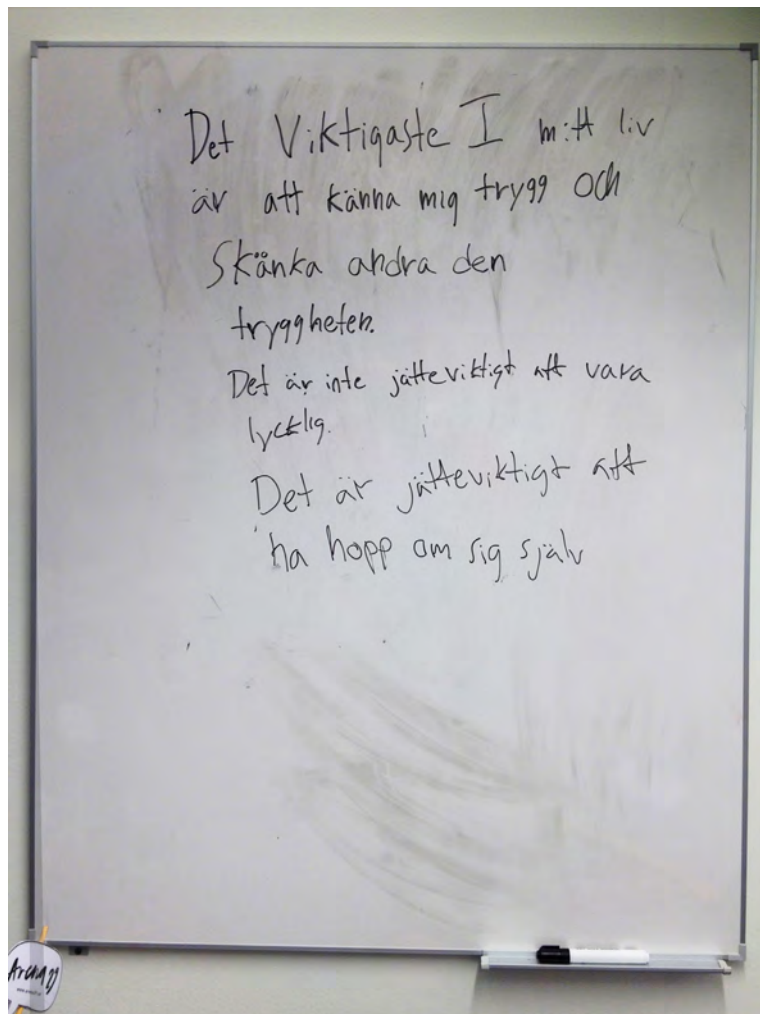 Det Viktigaste I mitt liv
är att känna mig trygg och
Skänka andra den
tryggheten.
Det är inte jätteviktigt att vara
lycklig.
Det är jätteviktigt att
ha hopp om sig själv
Arena